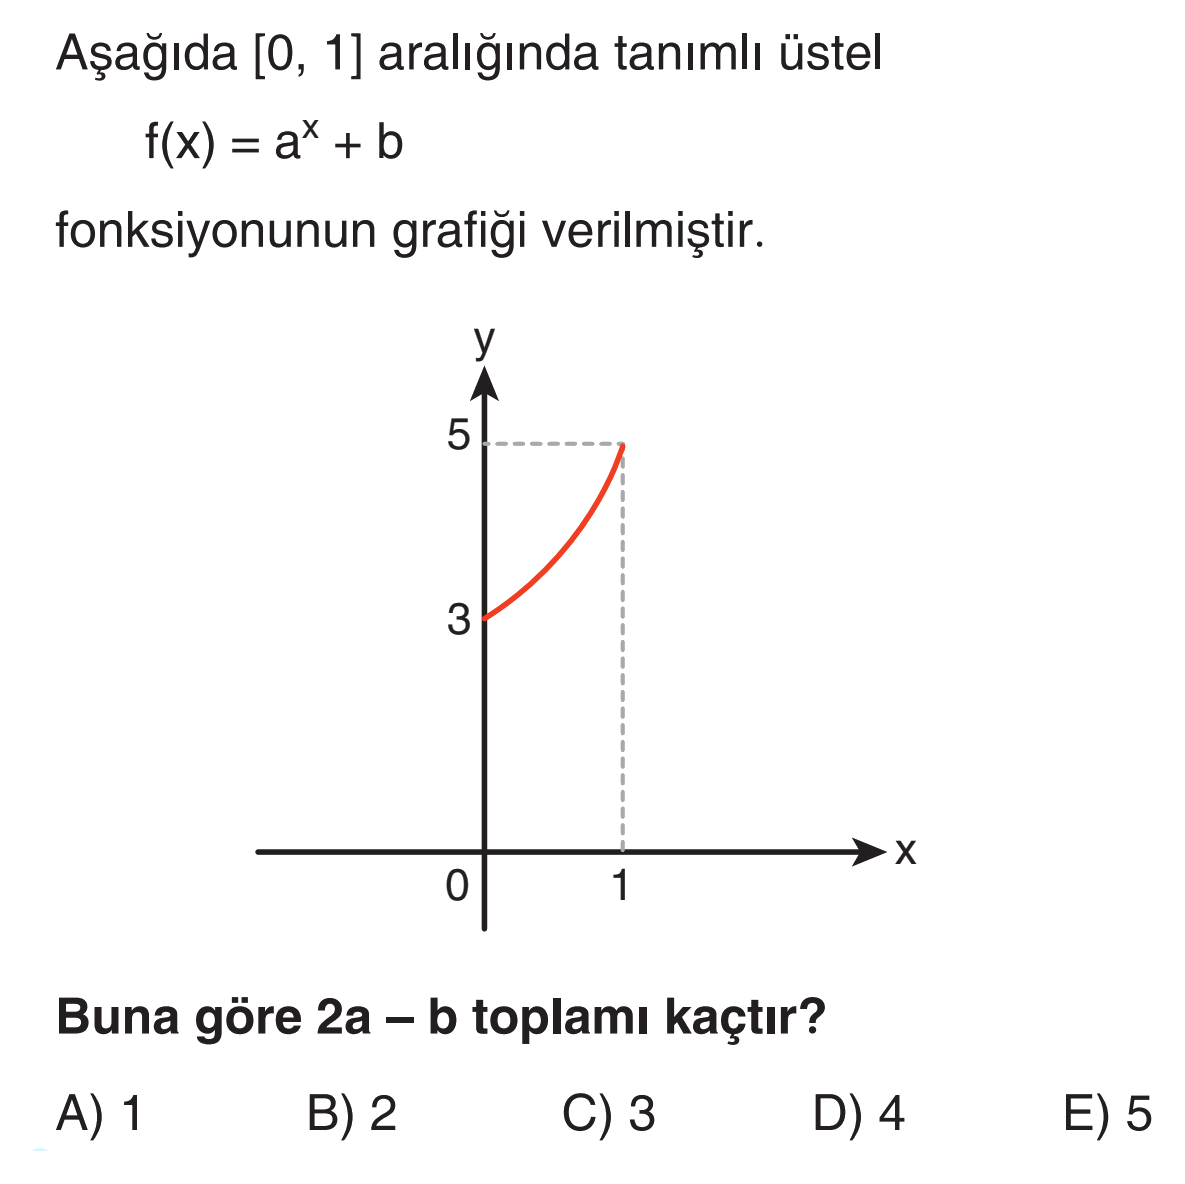 Aşağıda [0, 1] aralığında tanımlı üstel
f(x) = aˣ + b
fonksiyonunun grafiği verilmiştir.
y
5
3
x
0
1
Buna göre 2a – b toplamı kaçtır?
A) 1 B) 2 C) 3 D) 4 E) 5